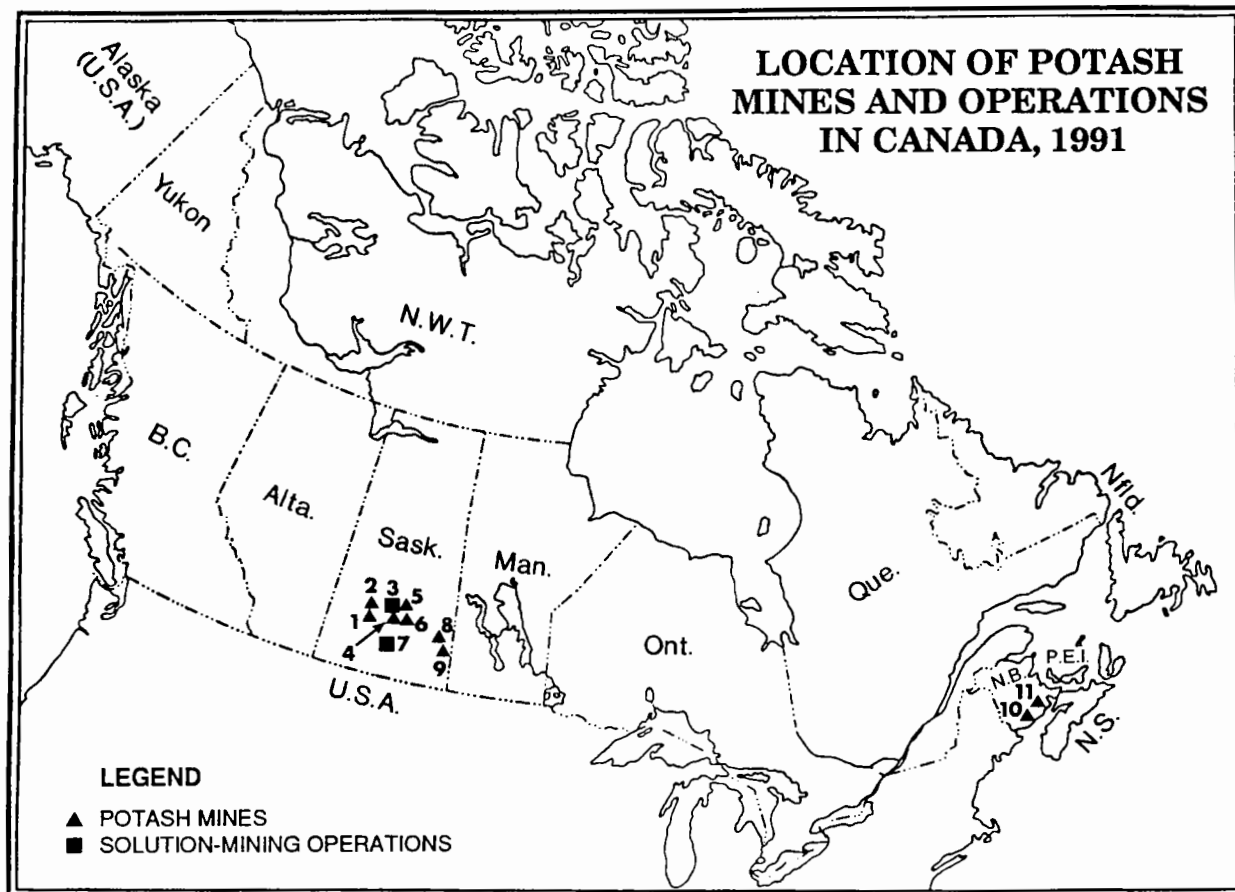 LOCATION OF POTASH
MINES AND OPERATIONS
IN CANADA, 1991
Alaska
(U.S.A.)
Yukon
N.W.T.
B.C.
Alta.
Sask.
Man.
Ont.
Que.
Nfld.
P.E.I.
N.B.
N.S.
U.S.A.
2
3
5
1
6
4
7
8
9
11
10
LEGEND
POTASH MINES
SOLUTION-MINING OPERATIONS